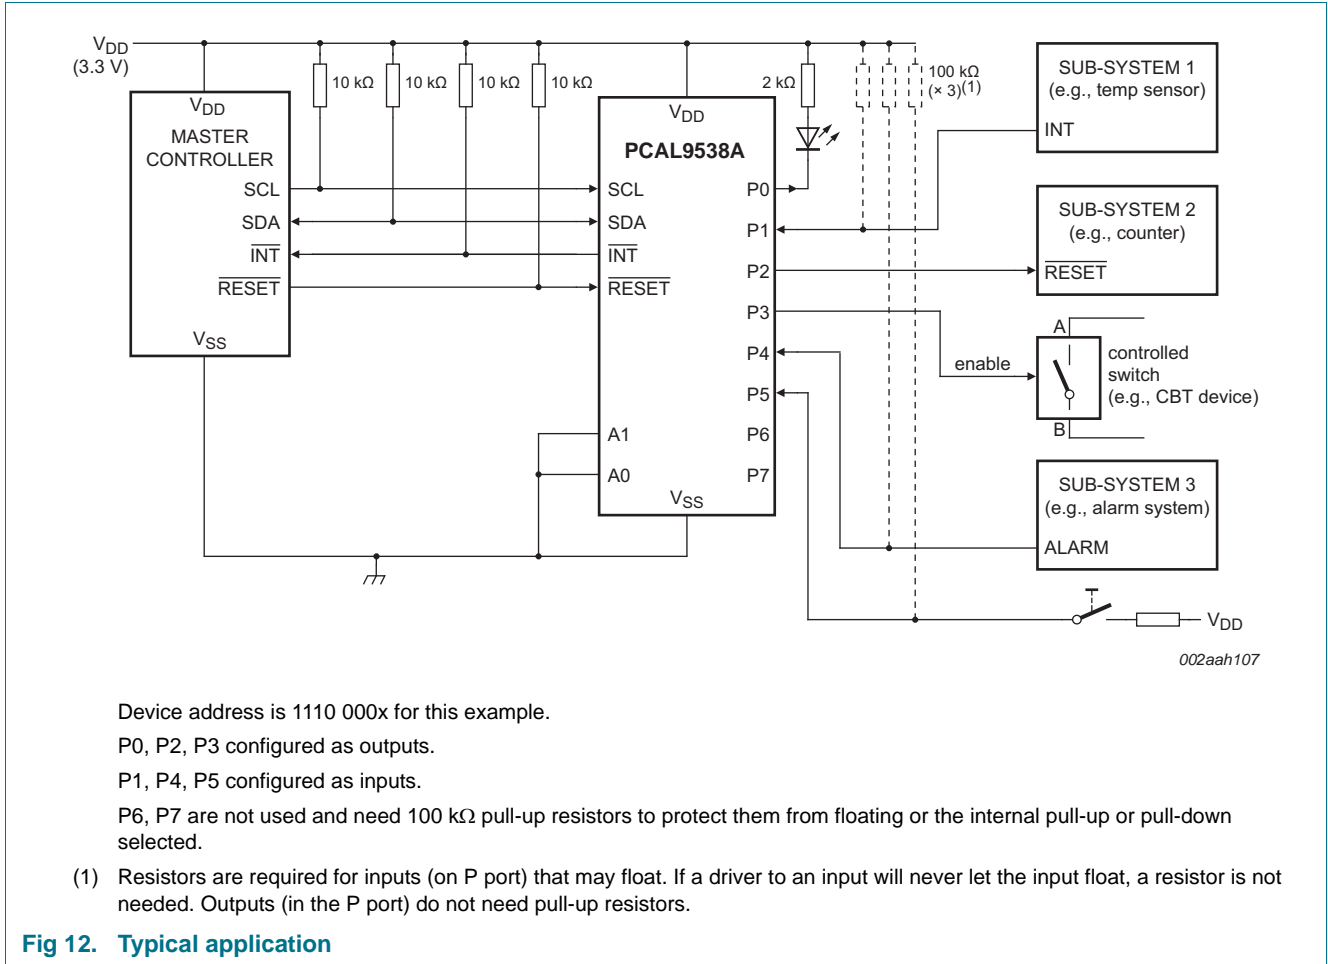 VDD
(3.3 V)
10 kΩ
10 kΩ
10 kΩ
10 kΩ
2 kΩ
100 kΩ
(× 3)(1)
VDD
MASTER
CONTROLLER
SCL
SDA
INT
RESET
VSS
VDD
PCAL9538A
SCL
SDA
INT
RESET
A1
A0
VSS
P0
P1
P2
P3
P4
P5
P6
P7
SUB-SYSTEM 1
(e.g., temp sensor)
INT
SUB-SYSTEM 2
(e.g., counter)
RESET
enable
A
B
controlled
switch
(e.g., CBT device)
SUB-SYSTEM 3
(e.g., alarm system)
ALARM
VDD
002aah107
Device address is 1110 000x for this example.
P0, P2, P3 configured as outputs.
P1, P4, P5 configured as inputs.
P6, P7 are not used and need 100 kΩ pull-up resistors to protect them from floating or the internal pull-up or pull-down
selected.
(1) Resistors are required for inputs (on P port) that may float. If a driver to an input will never let the input float, a resistor is not
needed. Outputs (in the P port) do not need pull-up resistors.
Fig 12. Typical application